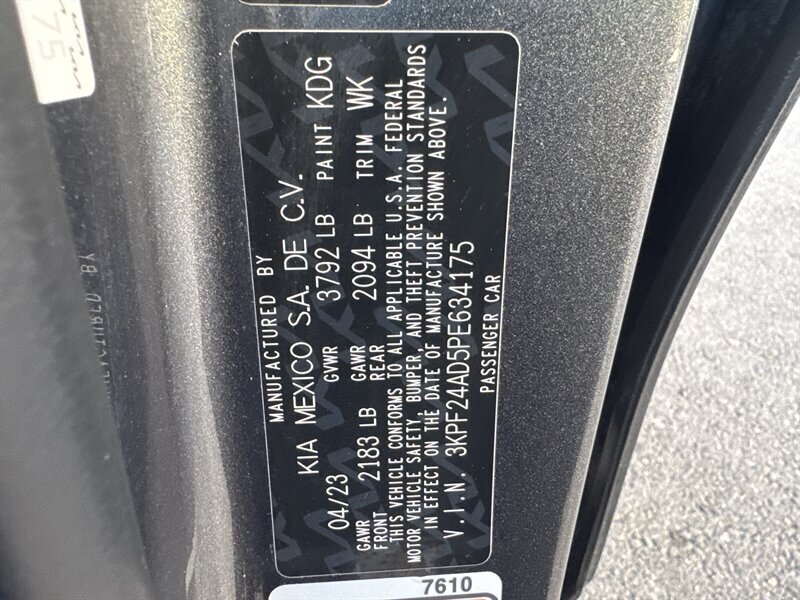 MANUFACTURED BY
KIA MEXICO S.A. DE C.V.
04/23 GVWR 3792 LB PAINT KDG
GAWR FRONT 2183 LB GAWR REAR 2094 LB TRIM WK
THIS VEHICLE CONFORMS TO ALL APPLICABLE U.S.A. FEDERAL
MOTOR VEHICLE SAFETY, BUMPER, AND THEFT PREVENTION STANDARDS
IN EFFECT ON THE DATE OF MANUFACTURE SHOWN ABOVE.
V.I.N. 3KPF24AD5PE634175
PASSENGER CAR
7610
75